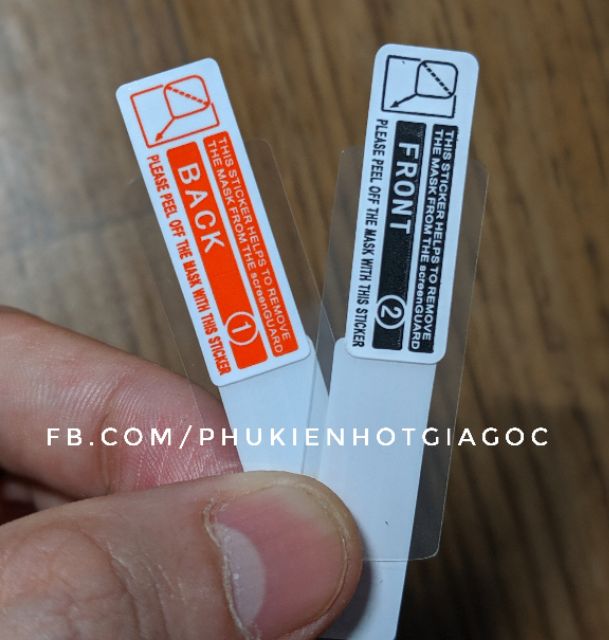 THIS STICKER HELPS TO REMOVE
THE MASK FROM THE screenGUARD
BACK 1
PLEASE PEEL OFF THE MASK WITH THIS STICKER
THIS STICKER HELPS TO REMOVE
THE MASK FROM THE screenGUARD
FRONT 2
PLEASE PEEL OFF THE MASK WITH THIS STICKER
FB.COM/PHUKIENHOTGIAGOC